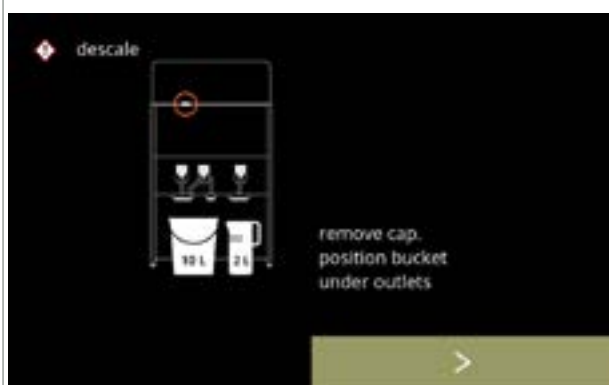 descale
10 L
2 L
remove cap.
position bucket
under outlets